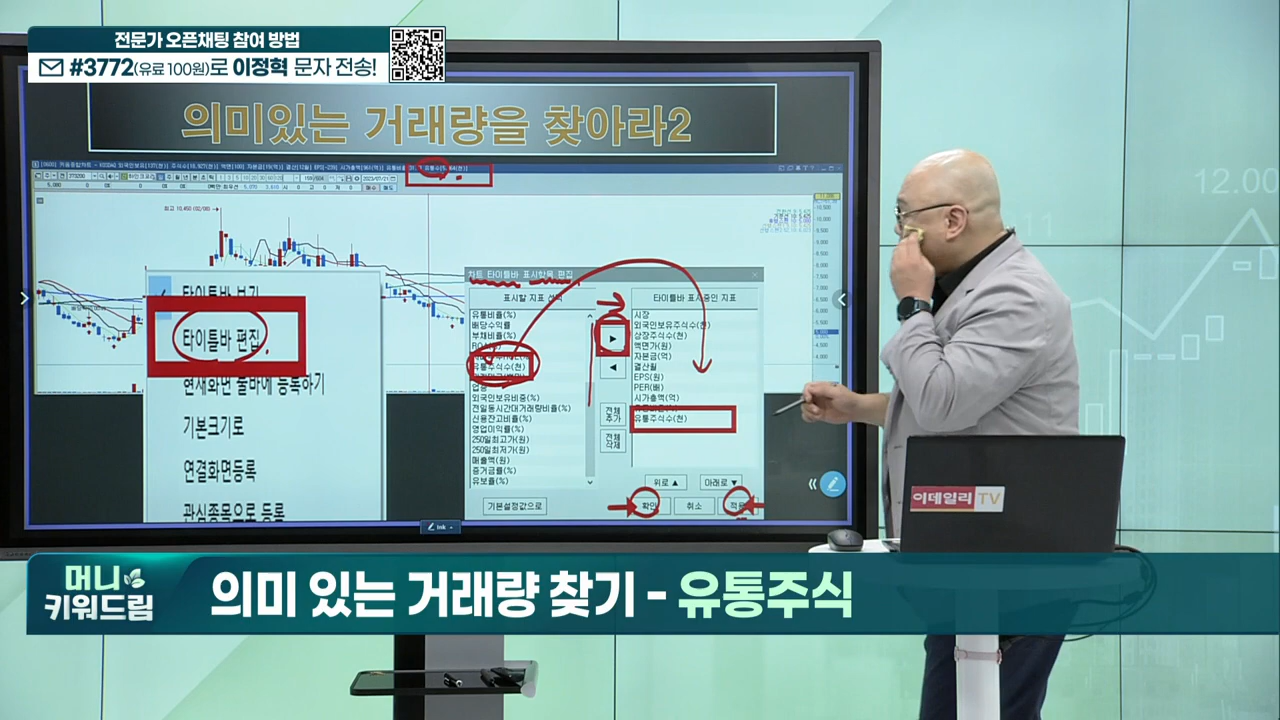 전문가 오픈채팅 참여 방법
#3772(유료 100원)로 이정혁 문자 전송!
의미있는 거래량을 찾아라2
12.00
타이틀바 보기
타이틀바 편집
현재화면 툴바에 등록하기
기본크기로
연결화면등록
관심종목으로 등록
차트 타이틀바 표시항목 편집
표시할 지표 선택
유통비율(%)
배당수익률
부채비율(%)
유통주식수(천)
업종
외국인보유비중(%)
전일동시간대거래량비율(%)
신용잔고비율(%)
영업이익률(%)
250일최고가(원)
250일최저가(원)
매출액(원)
증거금률(%)
유보율(%)
기본설정값으로
▶
◀
전체
추가
전체
삭제
타이틀바 표시중인 지표
시장
외국인보유주식수(천)
상장주식수(천)
액면가(원)
자본금(억)
결산월
EPS(원)
PER(배)
시가총액(억)
유통주식수(천)
위로 ▲
아래로 ▼
확인
취소
적용
Ink
이데일리TV
머니
키워드림
의미 있는 거래량 찾기 - 유통주식